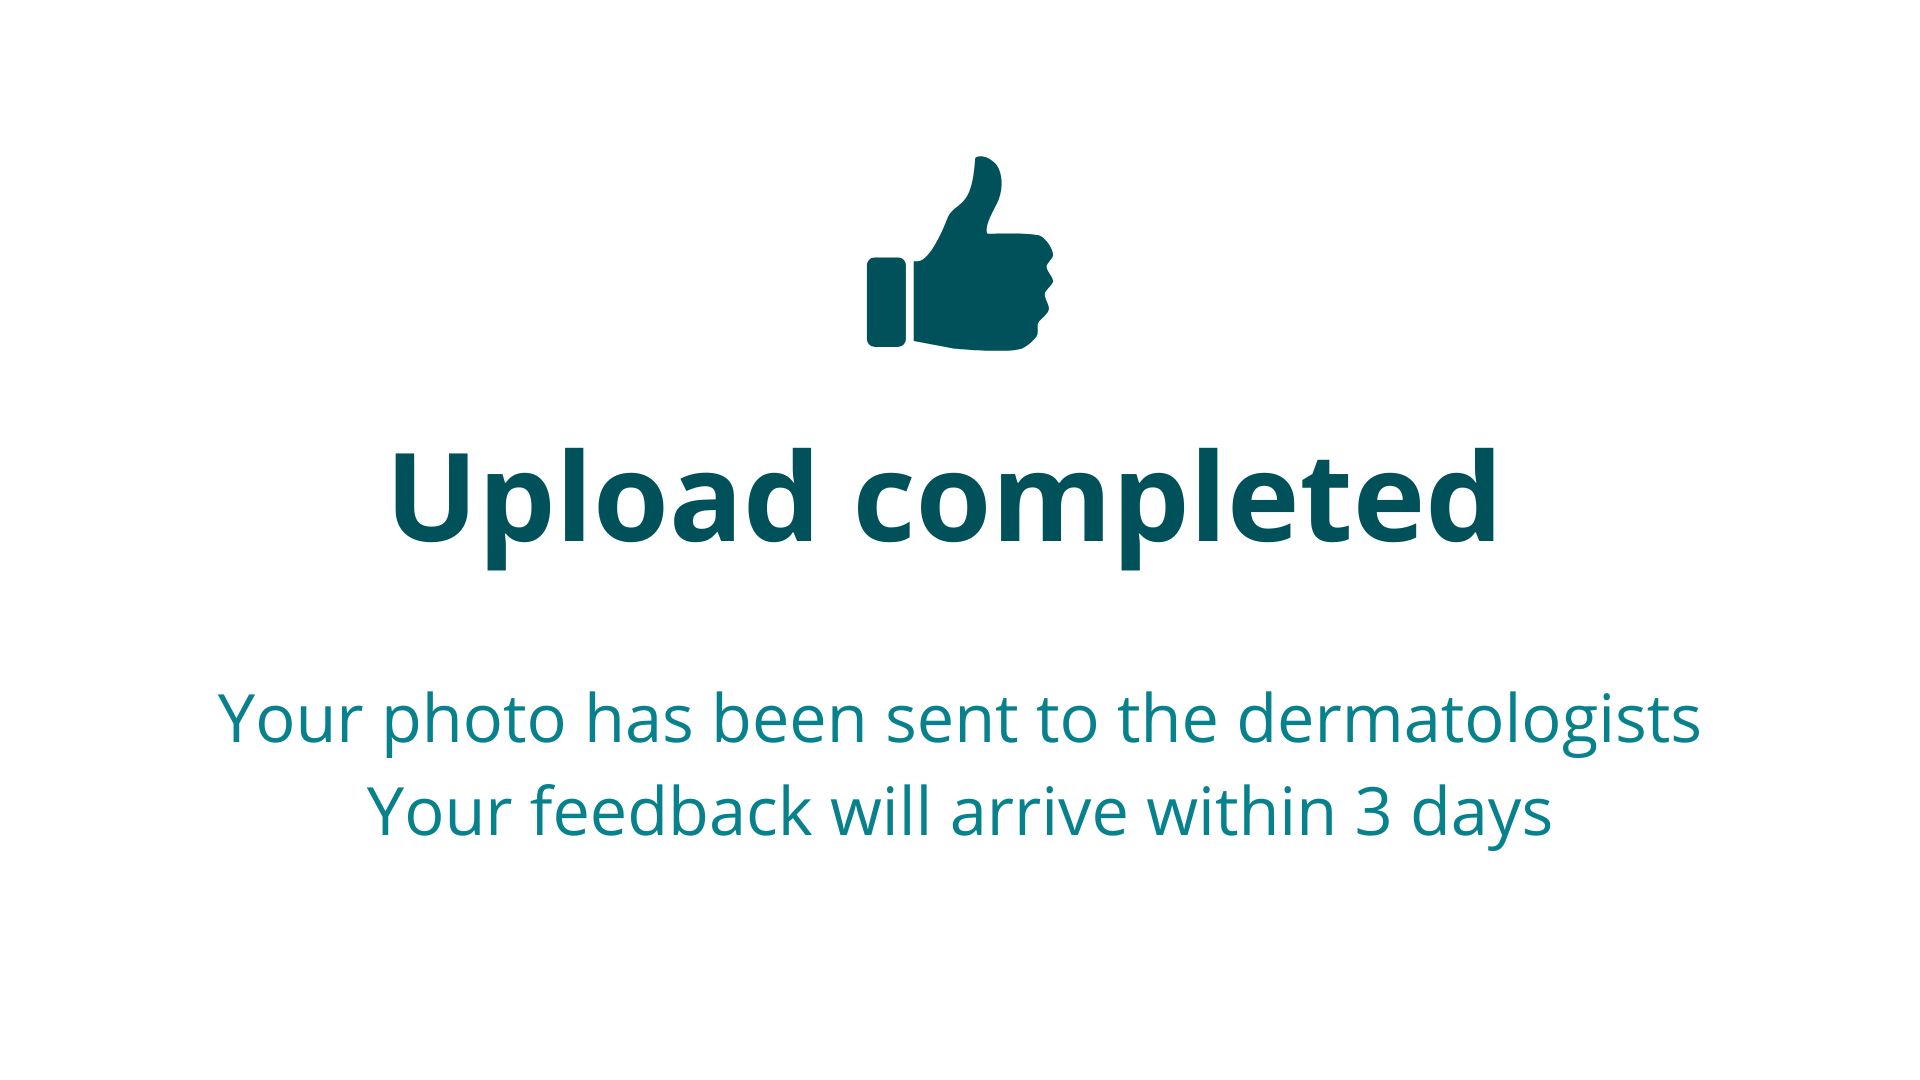 Upload completed
Your photo has been sent to the dermatologists
Your feedback will arrive within 3 days